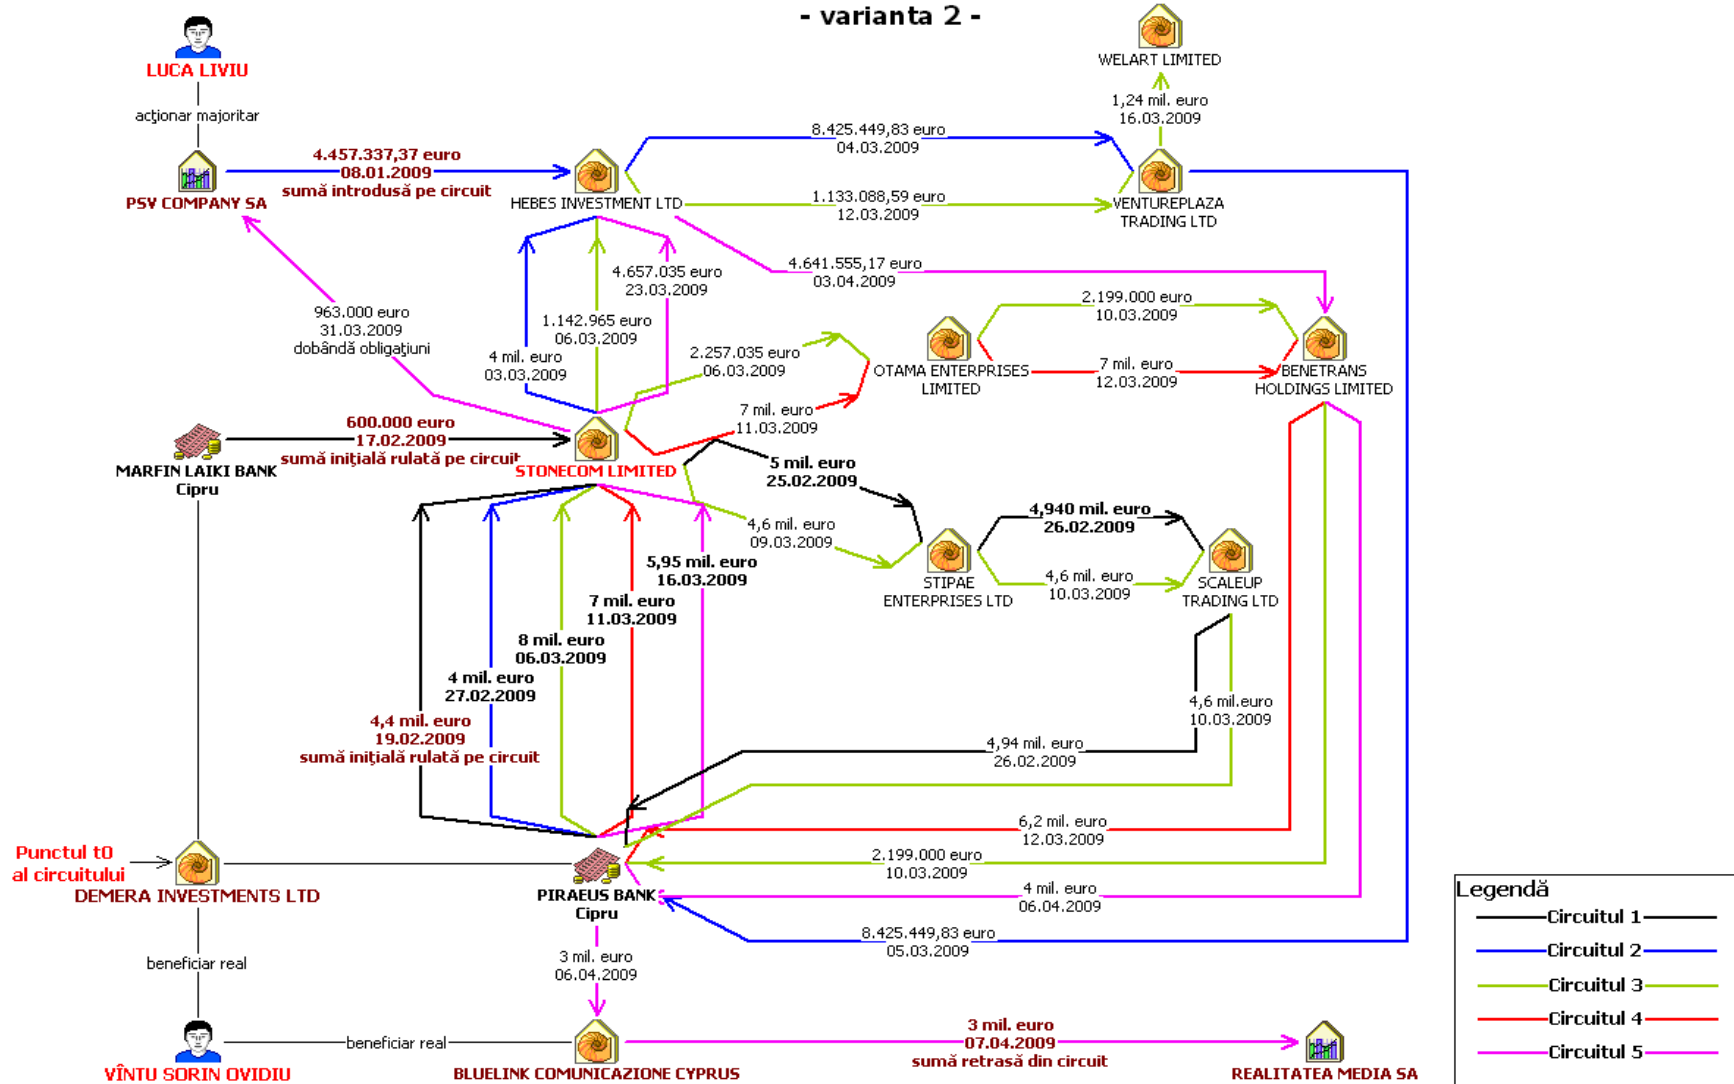 - varianta 2 -
LUCA LIVIU
acţionar majoritar
PSV COMPANY SA
4.457.337,37 euro
08.01.2009
sumă introdusă pe circuit
HEBES INVESTMENT LTD
8.425.449,83 euro
04.03.2009
1.133.088,59 euro
12.03.2009
WELART LIMITED
1,24 mil. euro
16.03.2009
VENTUREPLAZA
TRADING LTD
4.641.555,17 euro
03.04.2009
4.657.035 euro
23.03.2009
1.142.965 euro
06.03.2009
4 mil. euro
03.03.2009
963.000 euro
31.03.2009
dobândă obligaţiuni
2.257.035 euro
06.03.2009
7 mil. euro
11.03.2009
OTAMA ENTERPRISES
LIMITED
2.199.000 euro
10.03.2009
7 mil. euro
12.03.2009
BENETRANS
HOLDINGS LIMITED
MARFIN LAIKI BANK
Cipru
600.000 euro
17.02.2009
sumă iniţială rulată pe circuit
STONECOM LIMITED
5 mil. euro
25.02.2009
4,6 mil. euro
09.03.2009
STIPAE
ENTERPRISES LTD
4,940 mil. euro
26.02.2009
4,6 mil. euro
10.03.2009
SCALEUP
TRADING LTD
5,95 mil. euro
16.03.2009
7 mil. euro
11.03.2009
8 mil. euro
06.03.2009
4 mil. euro
27.02.2009
4,4 mil. euro
19.02.2009
sumă iniţială rulată pe circuit
4,6 mil.euro
10.03.2009
4,94 mil. euro
26.02.2009
6,2 mil. euro
12.03.2009
2.199.000 euro
10.03.2009
4 mil. euro
06.04.2009
8.425.449,83 euro
05.03.2009
Punctul t0
al circuitului
DEMERA INVESTMENTS LTD
PIRAEUS BANK
Cipru
3 mil. euro
06.04.2009
beneficiar real
VÎNTU SORIN OVIDIU
beneficiar real
BLUELINK COMUNICAZIONE CYPRUS
3 mil. euro
07.04.2009
sumă retrasă din circuit
REALITATEA MEDIA SA
Legendă
Circuitul 1
Circuitul 2
Circuitul 3
Circuitul 4
Circuitul 5